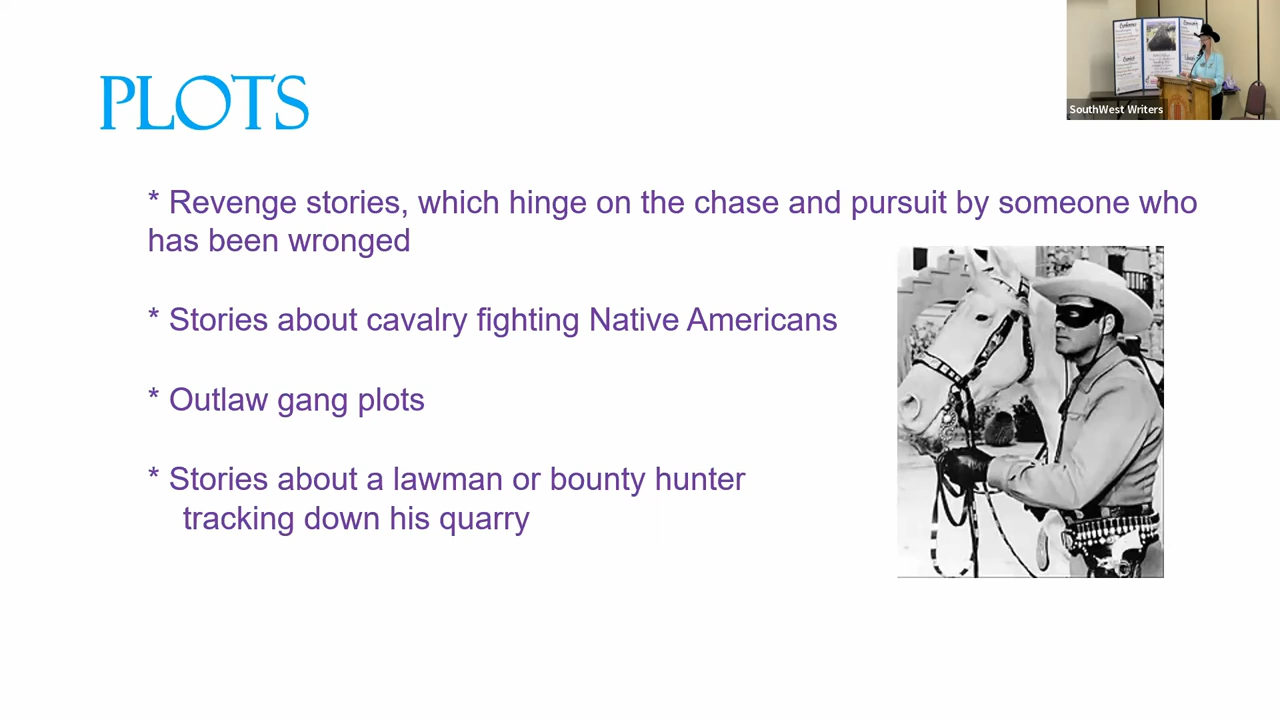 PLOTS
* Revenge stories, which hinge on the chase and pursuit by someone who
has been wronged
* Stories about cavalry fighting Native Americans
* Outlaw gang plots
* Stories about a lawman or bounty hunter
tracking down his quarry
SouthWest Writers